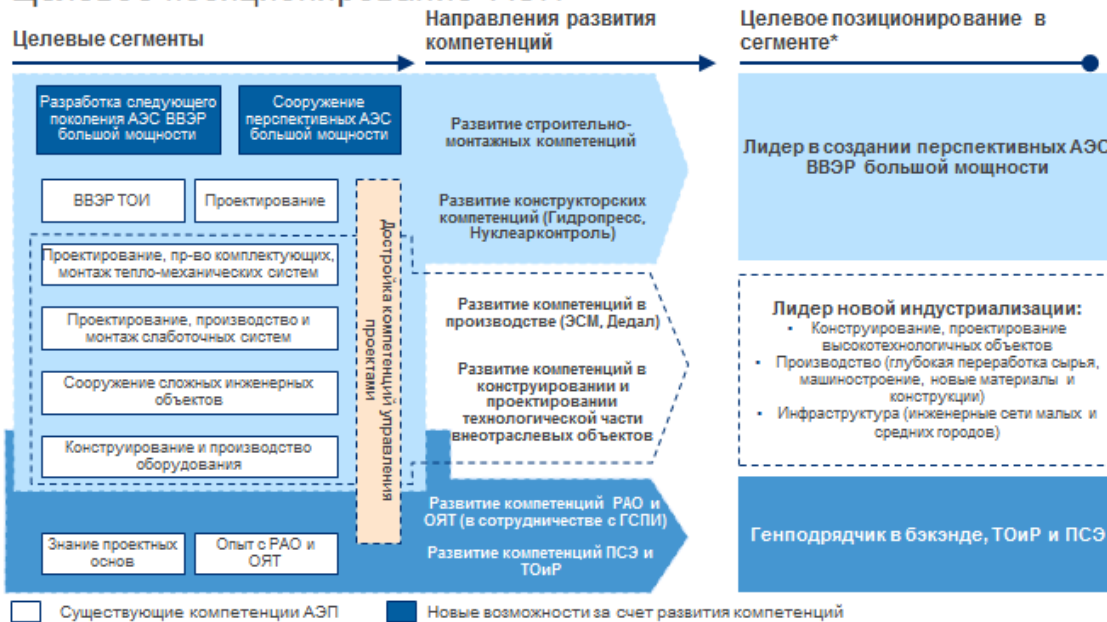 Целевые сегменты
Направления развития
компетенций
Целевое позиционирование в
сегменте*
Разработка следующего
поколения АЭС ВВЭР
большой мощности
Сооружение
перспективных АЭС
большой мощности
ВВЭР ТОИ
Проектирование
Проектирование, пр-во комплектующих,
монтаж тепло-механических систем
Проектирование, производство и
монтаж слаботочных систем
Сооружение сложных инженерных
объектов
Конструирование и производство
оборудования
Знание проектных
основ
Опыт с РАО и
ОЯТ
Достройка компетенций управления
проектами
Развитие строительно-
монтажных компетенций
Развитие конструкторских
компетенций (Гидропресс,
Нуклеарконтроль)
Развитие компетенций в
производстве (ЭСМ, Дедал)
Развитие компетенций в
конструировании и
проектировании
технологической части
внеотраслевых объектов
Развитие компетенций РАО и
ОЯТ (в сотрудничестве с ГСПИ)
Развитие компетенций ПСЭ и
ТОиР
Лидер в создании перспективных АЭС
ВВЭР большой мощности
Лидер новой индустриализации:
• Конструирование, проектирование
высокотехнологичных объектов
• Производство (глубокая переработка сырья,
машиностроение, новые материалы и
конструкции)
• Инфраструктура (инженерные сети малых и
средних городов)
Генподрядчик в бэкэнде, ТОиР и ПСЭ
Существующие компетенции АЭП
Новые возможности за счет развития компетенций